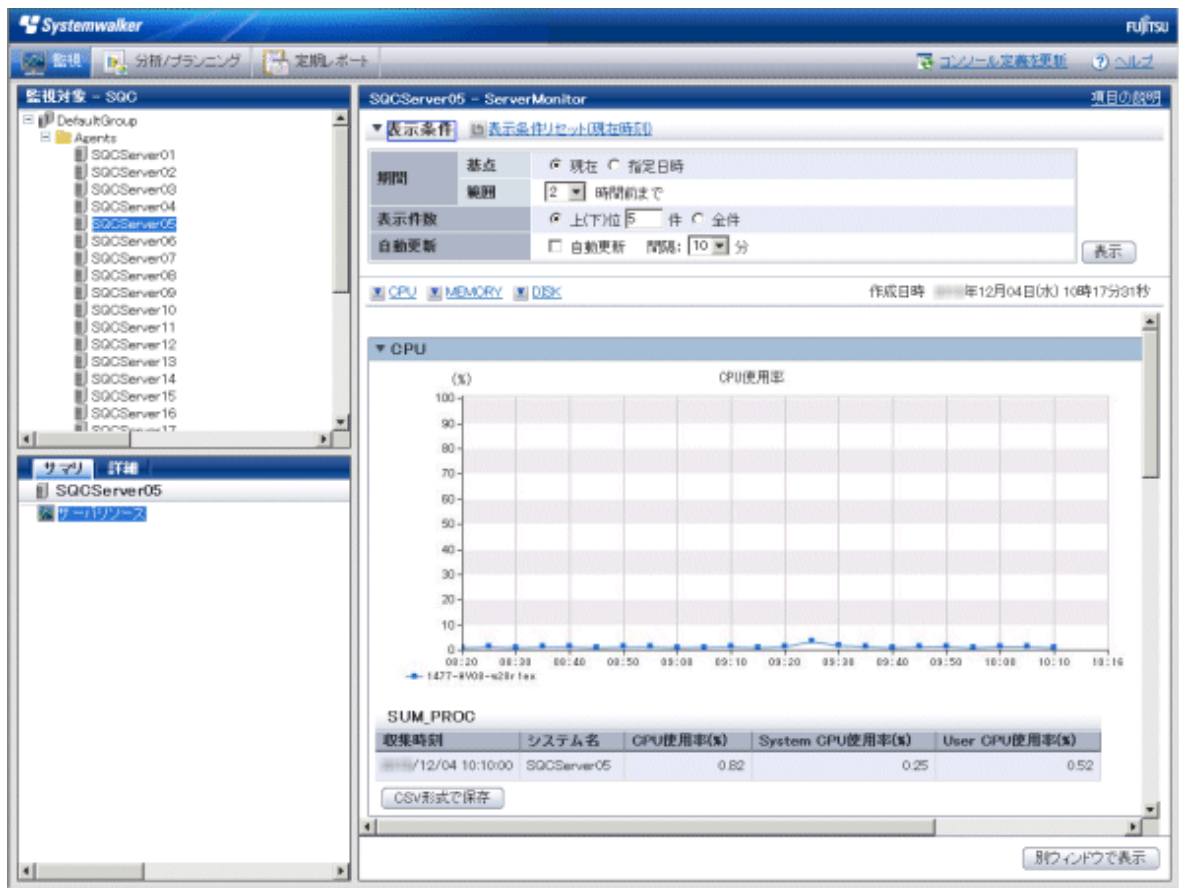 Systemwalker
FUJITSU
監視 分析/プランニング 定期レポート コンソール定義を更新 ヘルプ
監視対象 - SQC
DefaultGroup
Agents
SQCServer01
SQCServer02
SQCServer03
SQCServer04
SQCServer05
SQCServer06
SQCServer07
SQCServer08
SQCServer09
SQCServer10
SQCServer11
SQCServer12
SQCServer13
SQCServer14
SQCServer15
SQCServer16
SQCServer17
サマリ 詳細
SQCServer05
サーバリソース
SQCServer05 - ServerMonitor 項目の説明
表示条件 表示条件リセット(現在時刻)
期間 基点 現在 指定日時
範囲 2 時間前まで
表示件数 上(下)位 5 件 全件
自動更新 自動更新 間隔: 10 分
表示
CPU MEMORY DISK 作成日時 年12月04日(水) 10時17分31秒
CPU
(%) CPU使用率
100
90
80
70
60
50
40
30
20
10
0
08:20 08:30 08:40 08:50 09:00 09:10 09:20 09:30 09:40 09:50 10:00 10:10 10:16
SUM_PROC
収集時刻 システム名 CPU使用率(%) System CPU使用率(%) User CPU使用率(%)
/12/04 10:10:00 SQCServer05 0.82 0.25 0.52
CSV形式で保存
別ウィンドウで表示